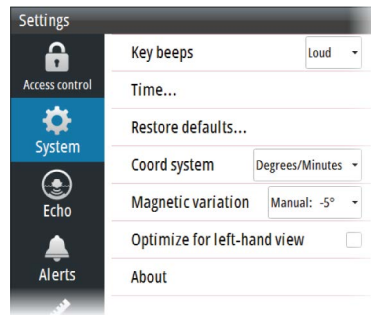 Settings
Access control
System
Echo
Alerts
Key beeps Loud
Time...
Restore defaults...
Coord system Degrees/Minutes
Magnetic variation Manual: -5°
Optimize for left-hand view
About